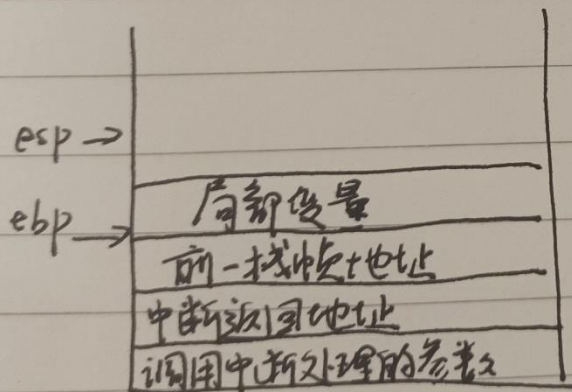 esp →
局部变量
ebp →
前一栈帧地址
中断返回地址
调用中断处理的参数